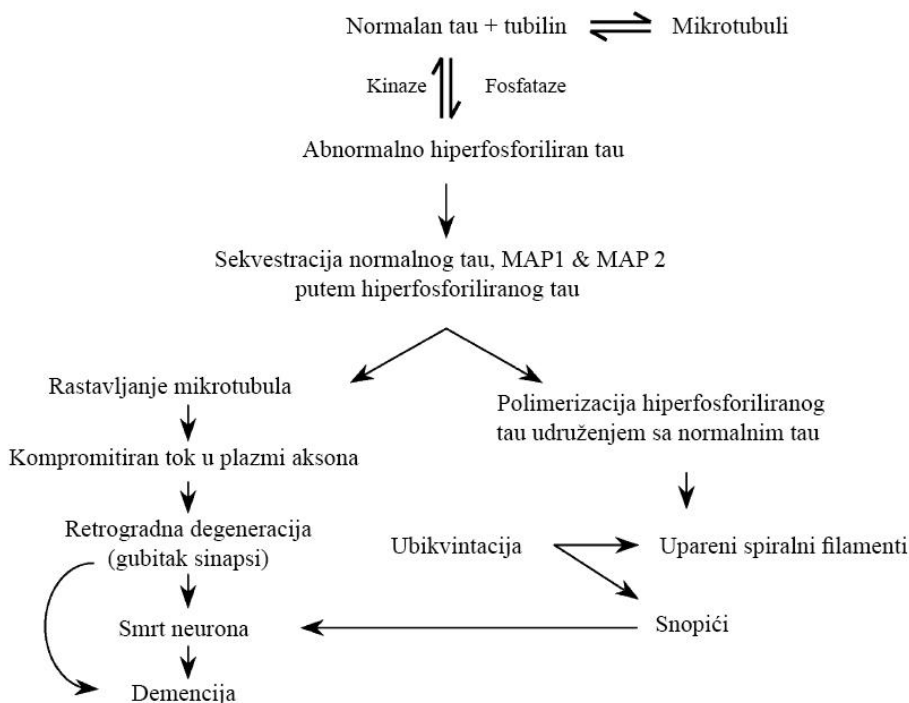 Normalan tau + tubilin
Mikrotubuli
Kinaze
Fosfataze
Abnormalno hiperfosforiliran tau
Sekvestracija normalnog tau, MAP1 & MAP 2
putem hiperfosforiliranog tau
Rastavljanje mikrotubula
Polimerizacija hiperfosforiliranog
tau udruženjem sa normalnim tau
Kompromitiran tok u plazmi aksona
Retrogradna degeneracija
(gubitak sinapsi)
Ubikvintacija
Upareni spiralni filamenti
Smrt neurona
Snopići
Demencija